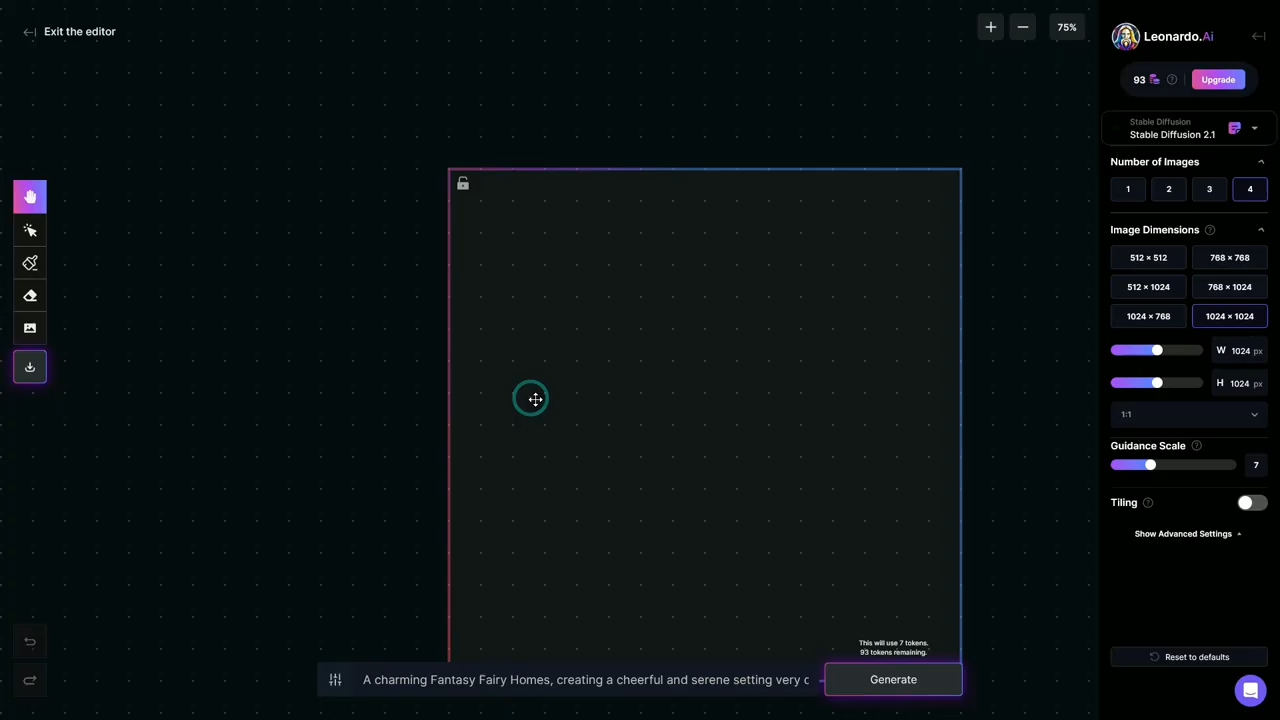 Exit the editor
75%
Leonardo.Ai
93
Upgrade
Stable Diffusion
Stable Diffusion 2.1
Number of Images
1 2 3 4
Image Dimensions
512 × 512 768 × 768
512 × 1024 768 × 1024
1024 × 768 1024 × 1024
W 1024 px
H 1024 px
1:1
Guidance Scale
7
Tiling
Show Advanced Settings
This will use 7 tokens.
93 tokens remaining.
A charming Fantasy Fairy Homes, creating a cheerful and serene setting very
Generate
Reset to defaults